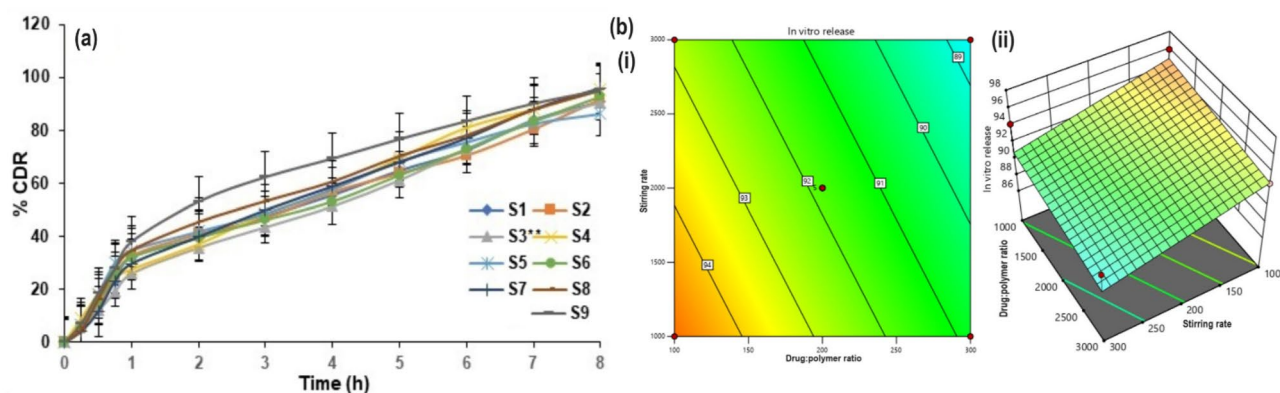 (a)
120
100
80
60
40
20
0
% CDR
0 1 2 3 4 5 6 7 8
Time (h)
S1 S2
S3** S4
S5 S6
S7 S8
S9
(b)
(i)
In vitro release
3000
2500
2000
1500
1000
Stirring rate
89
90
91
92
5
93
94
100 150 200 250 300
Drug:polymer ratio
(ii)
98
96
94
92
90
88
86
In vitro release
1000
1500
2000
2500
3000
Drug:polymer ratio
300
250
200
150
100
Stirring rate